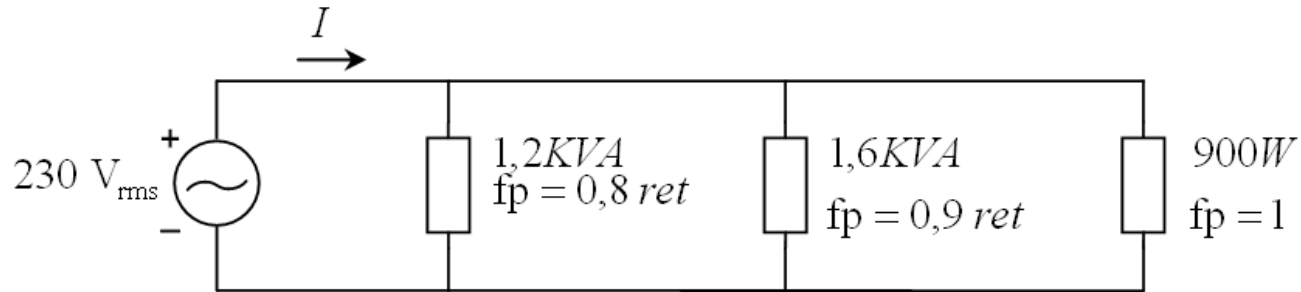 I
+
230 V_rms
−
1,2KVA
fp = 0,8 ret
1,6KVA
fp = 0,9 ret
900W
fp = 1